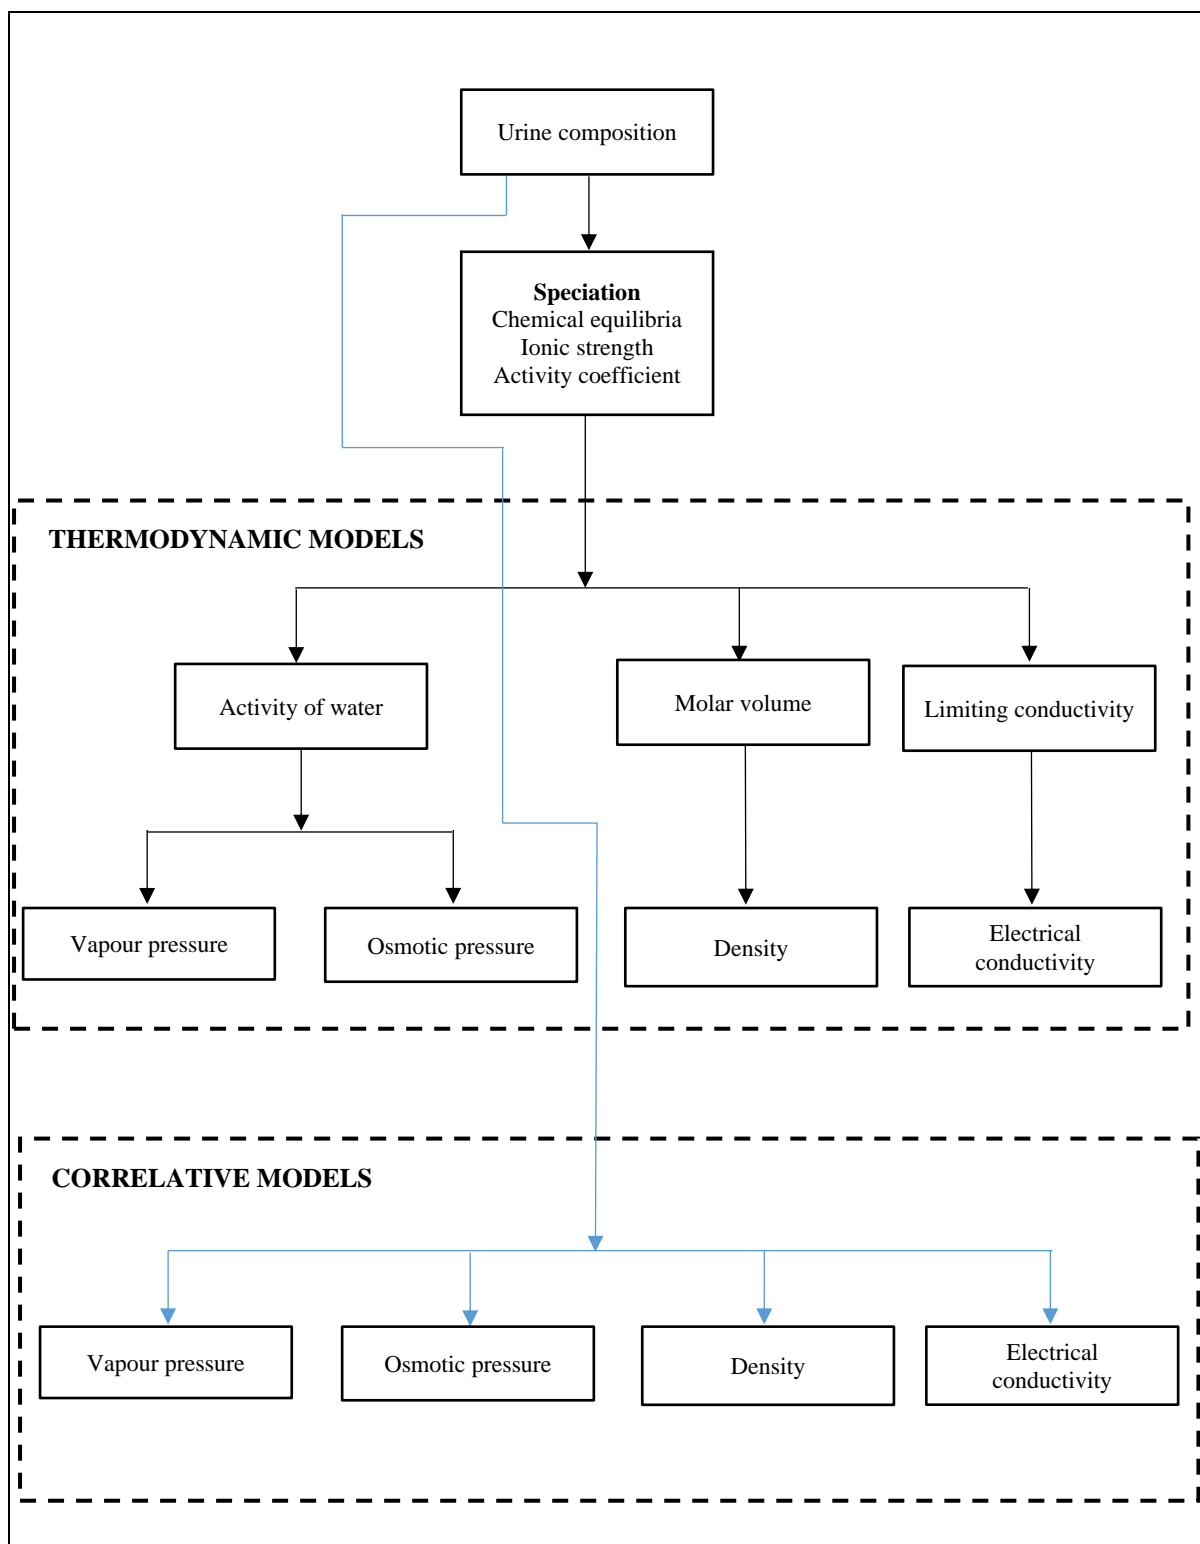 Urine composition
Speciation
Chemical equilibria
Ionic strength
Activity coefficient
THERMODYNAMIC MODELS
Activity of water
Molar volume
Limiting conductivity
Vapour pressure
Osmotic pressure
Density
Electrical
conductivity
CORRELATIVE MODELS
Vapour pressure
Osmotic pressure
Density
Electrical
conductivity